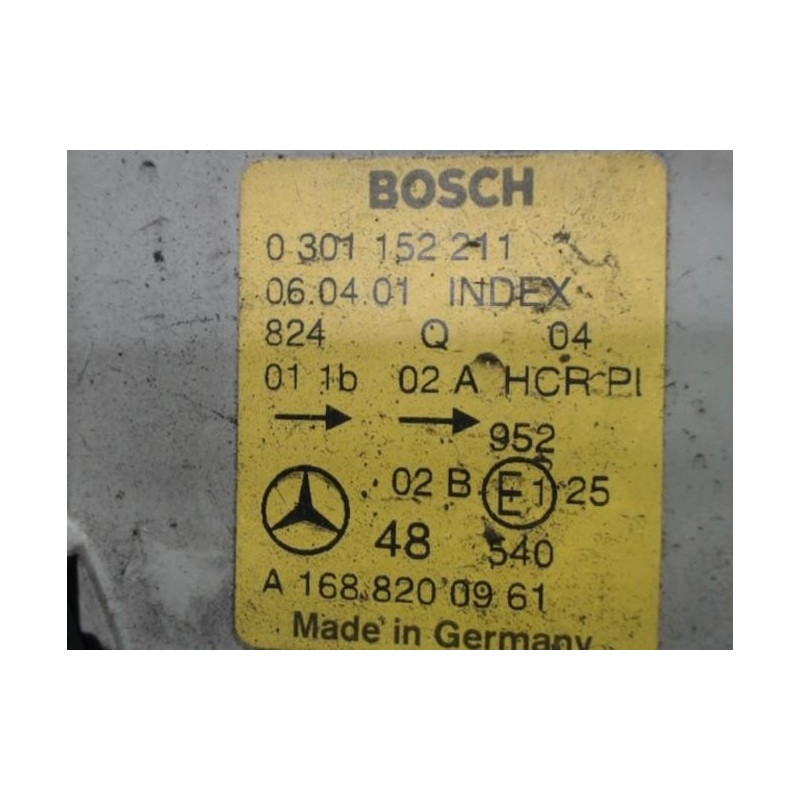 BOSCH
0 301 152 211
06.04.01 INDEX
824 Q 04
01 1b 02 A HCR PL
952
02 B E1 25
48 540
A 168 820 09 61
Made in Germany